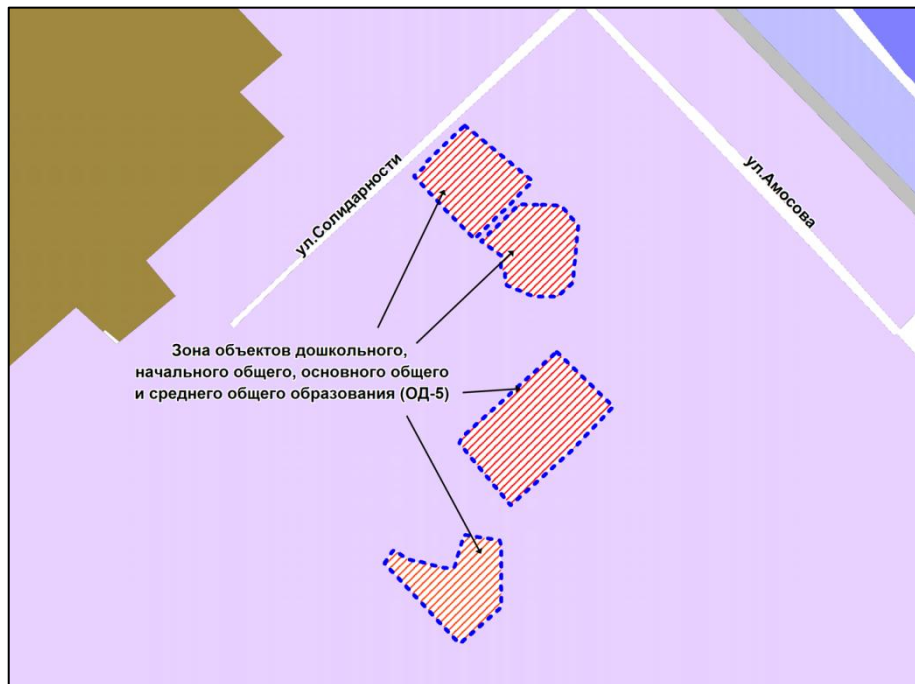 ул.Солидарности
ул.Амосова
Зона объектов дошкольного,
начального общего, основного общего
и среднего общего образования (ОД-5)